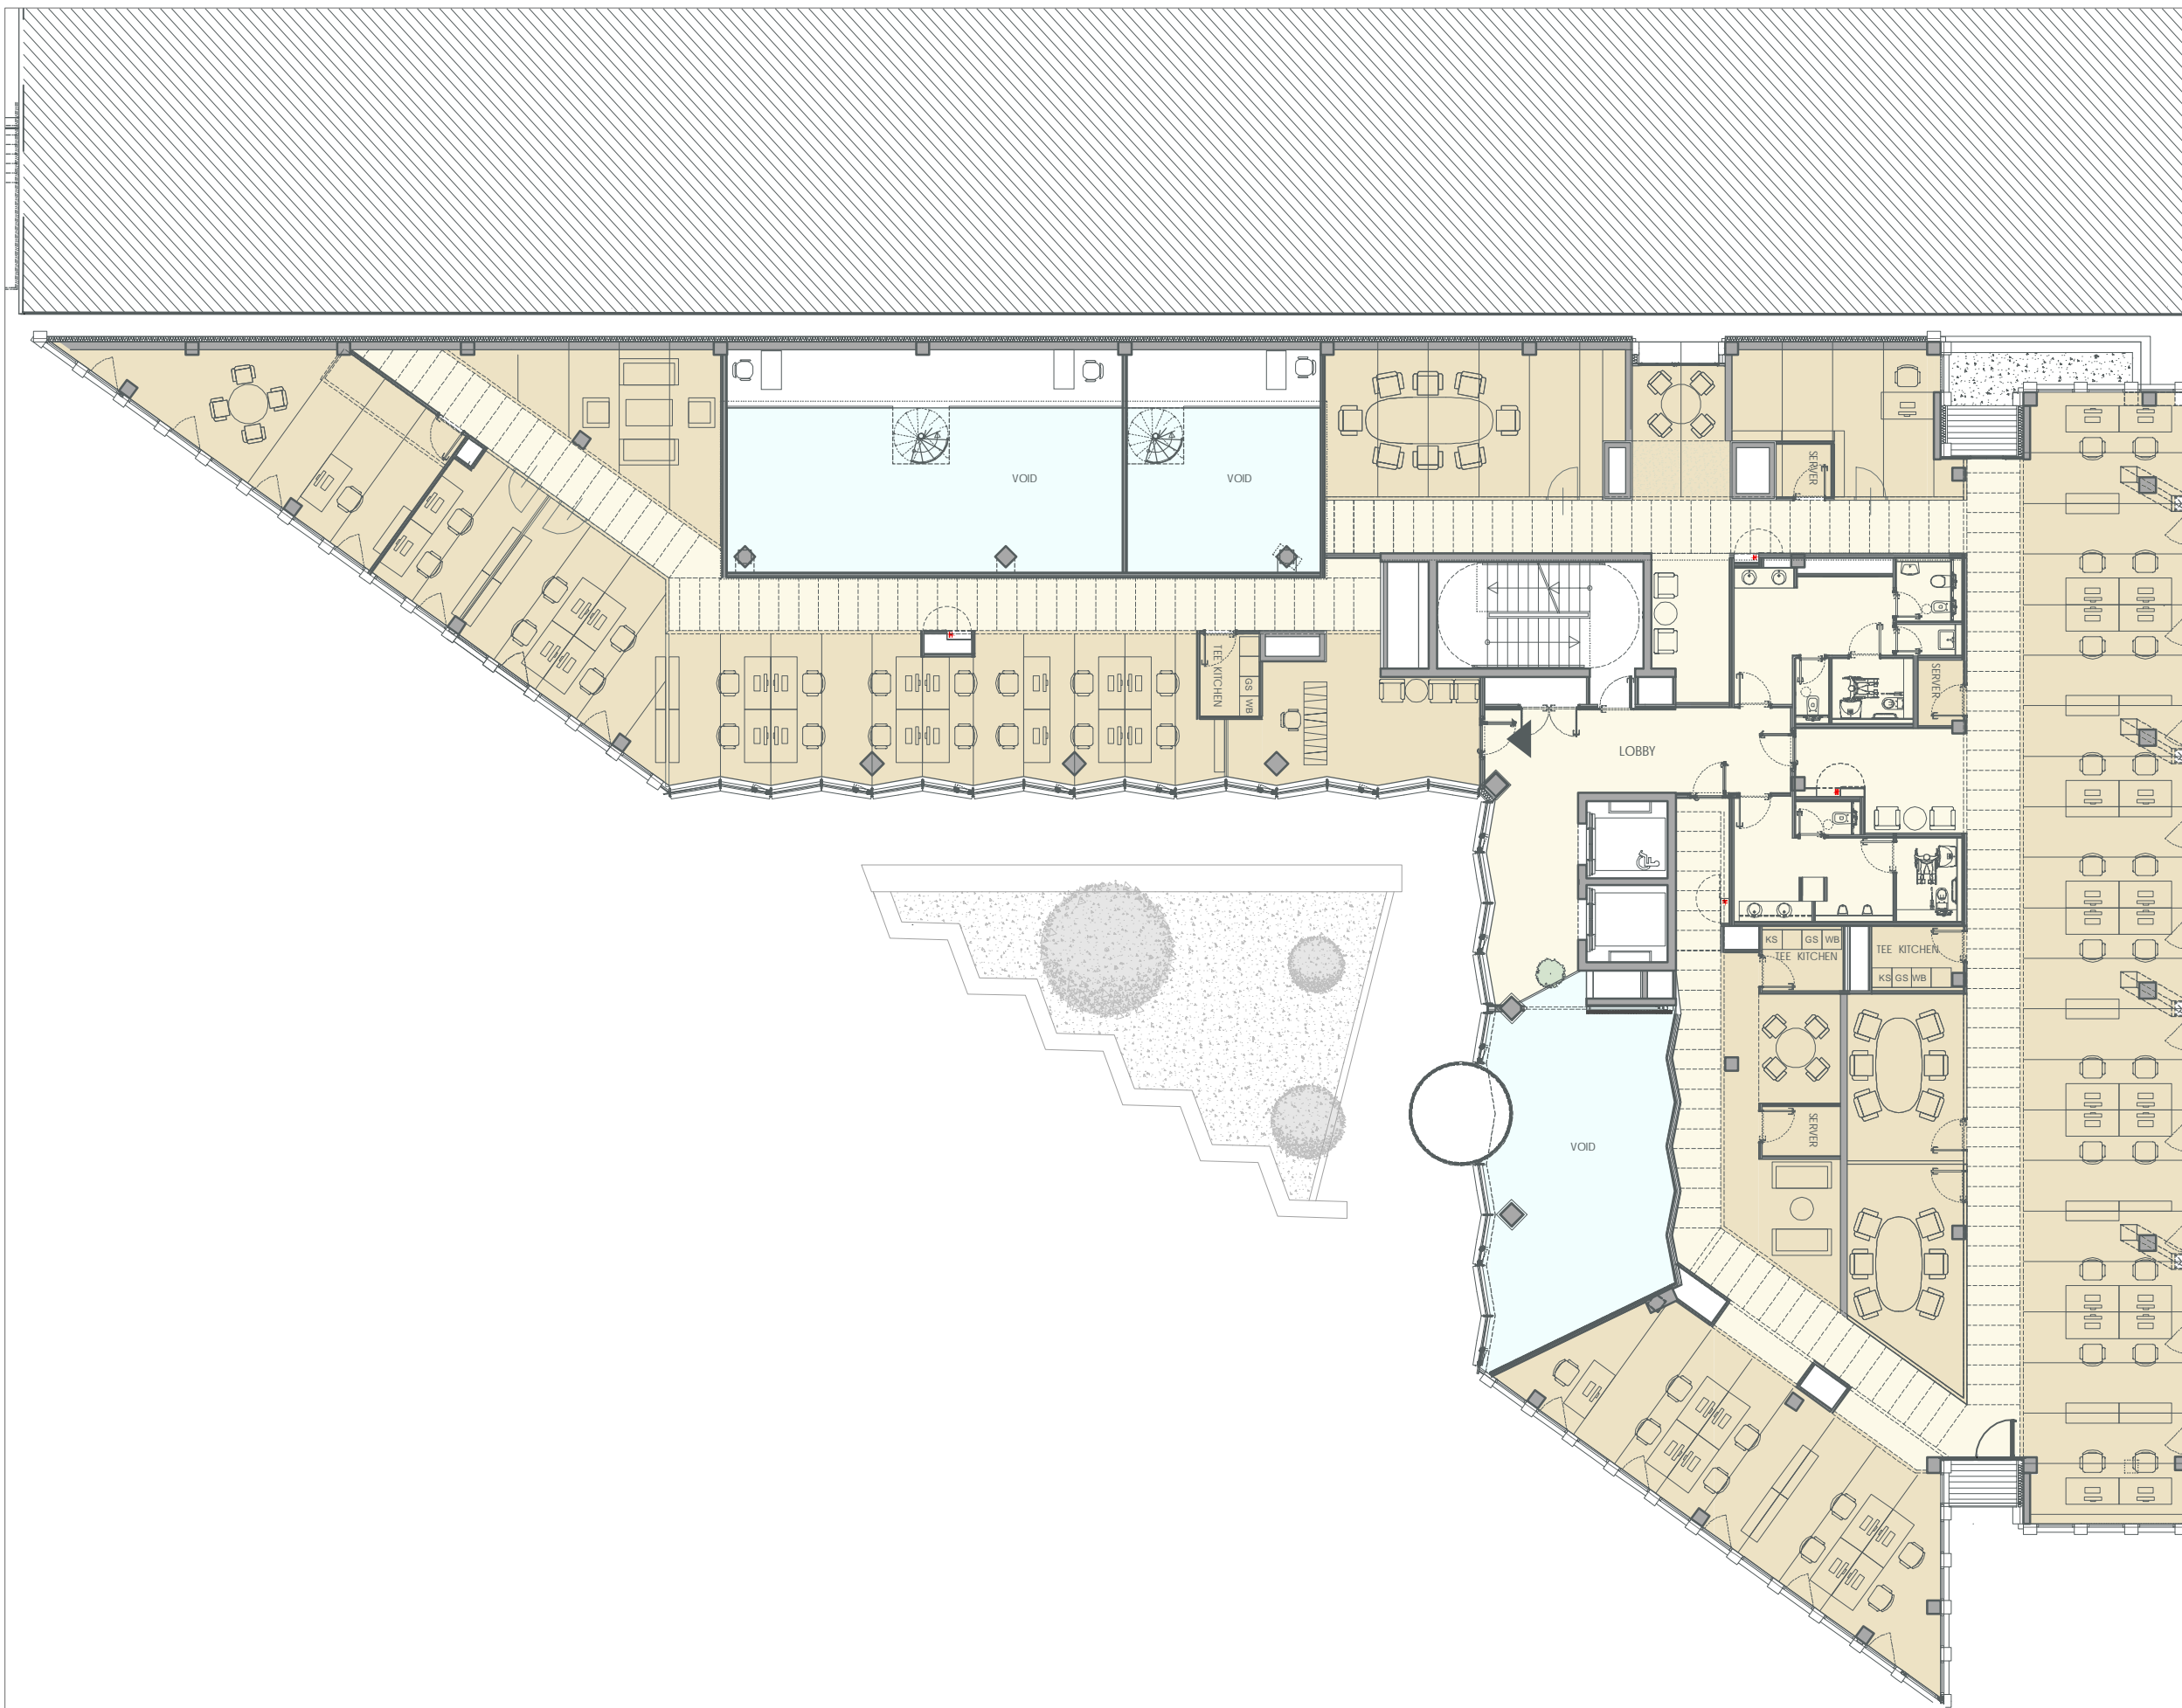 VOID
VOID
SERVER
TEE KITCHEN
GS
WB
SERVER
LOBBY
KS
GS
WB
TEE KITCHEN
TEE KITCHEN
KS
GS
WB
SERVER
VOID